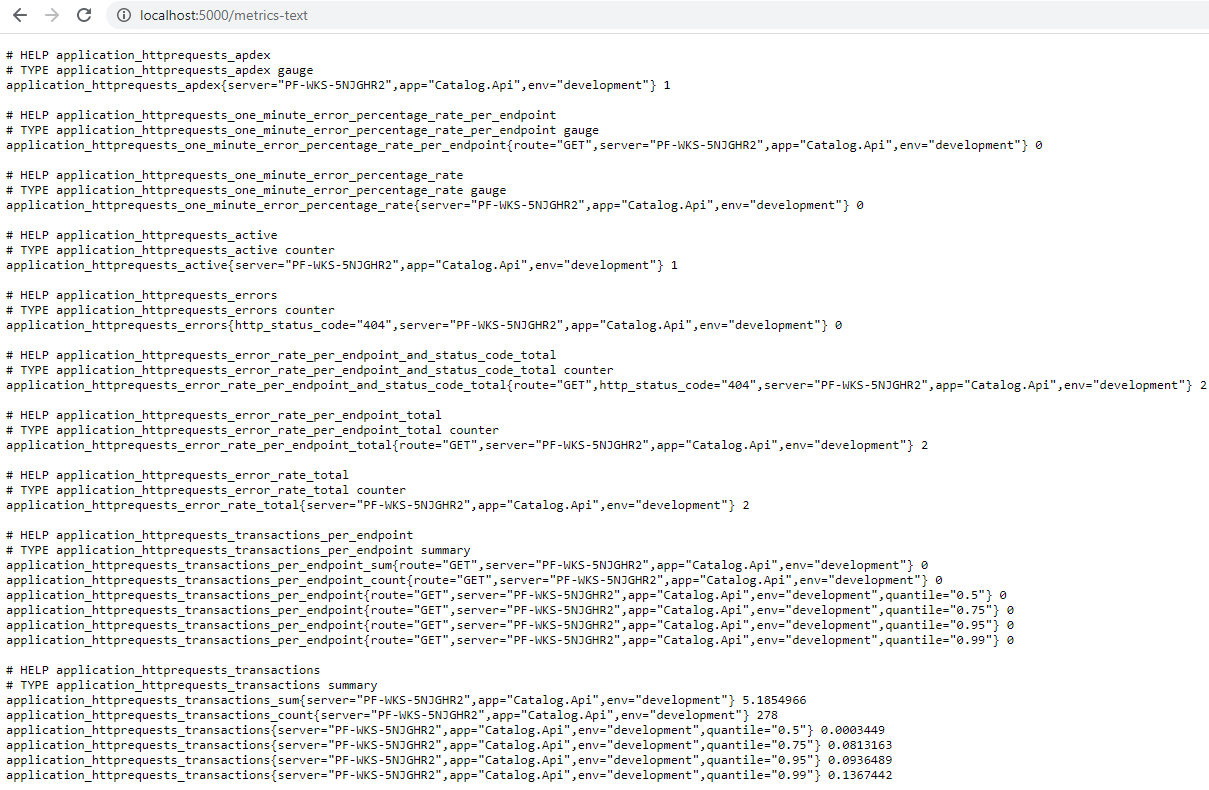 localhost:5000/metrics-text
# HELP application_httprequests_apdex
# TYPE application_httprequests_apdex gauge
application_httprequests_apdex{server="PF-WKS-5NJGHR2",app="Catalog.Api",env="development"} 1
# HELP application_httprequests_one_minute_error_percentage_rate_per_endpoint
# TYPE application_httprequests_one_minute_error_percentage_rate_per_endpoint gauge
application_httprequests_one_minute_error_percentage_rate_per_endpoint{route="GET",server="PF-WKS-5NJGHR2",app="Catalog.Api",env="development"} 0
# HELP application_httprequests_one_minute_error_percentage_rate
# TYPE application_httprequests_one_minute_error_percentage_rate gauge
application_httprequests_one_minute_error_percentage_rate{server="PF-WKS-5NJGHR2",app="Catalog.Api",env="development"} 0
# HELP application_httprequests_active
# TYPE application_httprequests_active counter
application_httprequests_active{server="PF-WKS-5NJGHR2",app="Catalog.Api",env="development"} 1
# HELP application_httprequests_errors
# TYPE application_httprequests_errors counter
application_httprequests_errors{http_status_code="404",server="PF-WKS-5NJGHR2",app="Catalog.Api",env="development"} 0
# HELP application_httprequests_error_rate_per_endpoint_and_status_code_total
# TYPE application_httprequests_error_rate_per_endpoint_and_status_code_total counter
application_httprequests_error_rate_per_endpoint_and_status_code_total{route="GET",http_status_code="404",server="PF-WKS-5NJGHR2",app="Catalog.Api",env="development"} 2
# HELP application_httprequests_error_rate_per_endpoint_total
# TYPE application_httprequests_error_rate_per_endpoint_total counter
application_httprequests_error_rate_per_endpoint_total{route="GET",server="PF-WKS-5NJGHR2",app="Catalog.Api",env="development"} 2
# HELP application_httprequests_error_rate_total
# TYPE application_httprequests_error_rate_total counter
application_httprequests_error_rate_total{server="PF-WKS-5NJGHR2",app="Catalog.Api",env="development"} 2
# HELP application_httprequests_transactions_per_endpoint
# TYPE application_httprequests_transactions_per_endpoint summary
application_httprequests_transactions_per_endpoint_sum{route="GET",server="PF-WKS-5NJGHR2",app="Catalog.Api",env="development"} 0
application_httprequests_transactions_per_endpoint_count{route="GET",server="PF-WKS-5NJGHR2",app="Catalog.Api",env="development"} 0
application_httprequests_transactions_per_endpoint{route="GET",server="PF-WKS-5NJGHR2",app="Catalog.Api",env="development",quantile="0.5"} 0
application_httprequests_transactions_per_endpoint{route="GET",server="PF-WKS-5NJGHR2",app="Catalog.Api",env="development",quantile="0.75"} 0
application_httprequests_transactions_per_endpoint{route="GET",server="PF-WKS-5NJGHR2",app="Catalog.Api",env="development",quantile="0.95"} 0
application_httprequests_transactions_per_endpoint{route="GET",server="PF-WKS-5NJGHR2",app="Catalog.Api",env="development",quantile="0.99"} 0
# HELP application_httprequests_transactions
# TYPE application_httprequests_transactions summary
application_httprequests_transactions_sum{server="PF-WKS-5NJGHR2",app="Catalog.Api",env="development"} 5.1854966
application_httprequests_transactions_count{server="PF-WKS-5NJGHR2",app="Catalog.Api",env="development"} 278
application_httprequests_transactions{server="PF-WKS-5NJGHR2",app="Catalog.Api",env="development",quantile="0.5"} 0.0003449
application_httprequests_transactions{server="PF-WKS-5NJGHR2",app="Catalog.Api",env="development",quantile="0.75"} 0.0813163
application_httprequests_transactions{server="PF-WKS-5NJGHR2",app="Catalog.Api",env="development",quantile="0.95"} 0.0936489
application_httprequests_transactions{server="PF-WKS-5NJGHR2",app="Catalog.Api",env="development",quantile="0.99"} 0.1367442